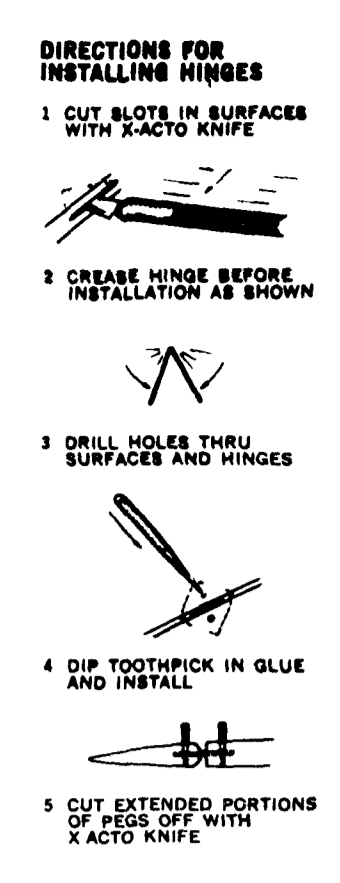 DIRECTIONS FOR
INSTALLING HINGES
1 CUT SLOTS IN SURFACES
WITH X-ACTO KNIFE
2 CREASE HINGE BEFORE
INSTALLATION AS SHOWN
3 DRILL HOLES THRU
SURFACES AND HINGES
4 DIP TOOTHPICK IN GLUE
AND INSTALL
5 CUT EXTENDED PORTIONS
OF PEGS OFF WITH
X ACTO KNIFE